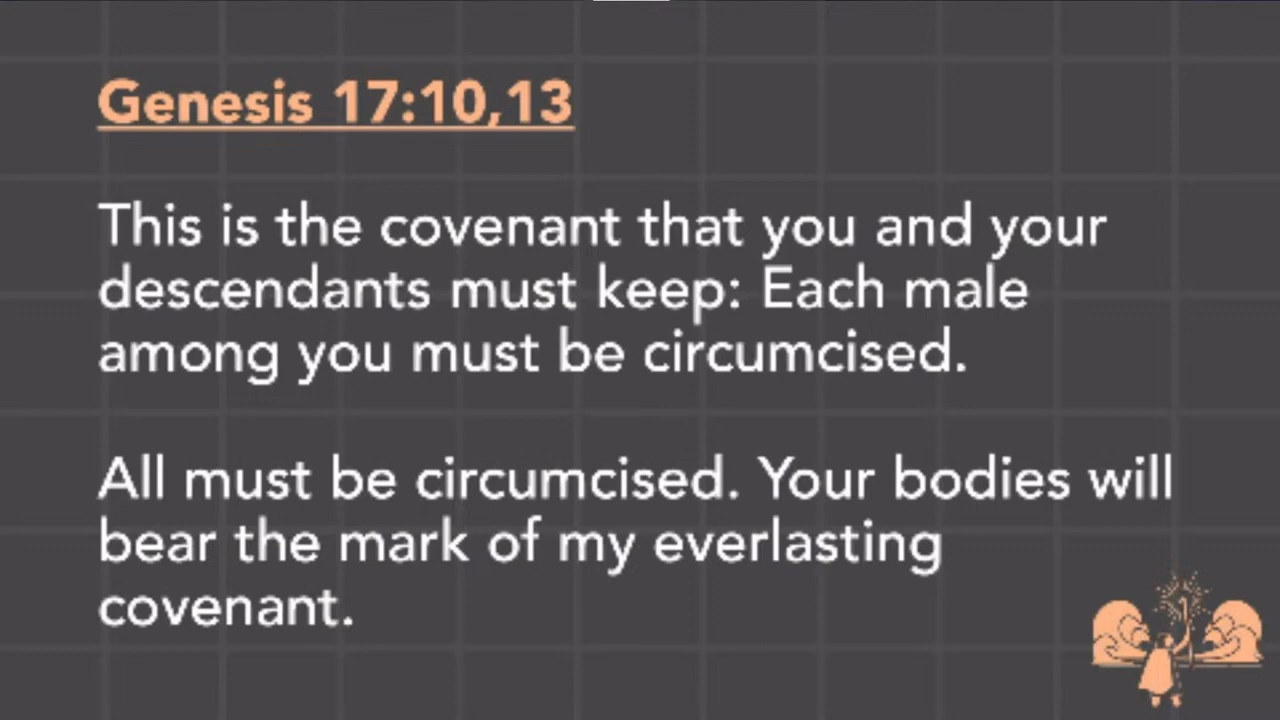 Genesis 17:10,13
This is the covenant that you and your
descendants must keep: Each male
among you must be circumcised.
All must be circumcised. Your bodies will
bear the mark of my everlasting
covenant.